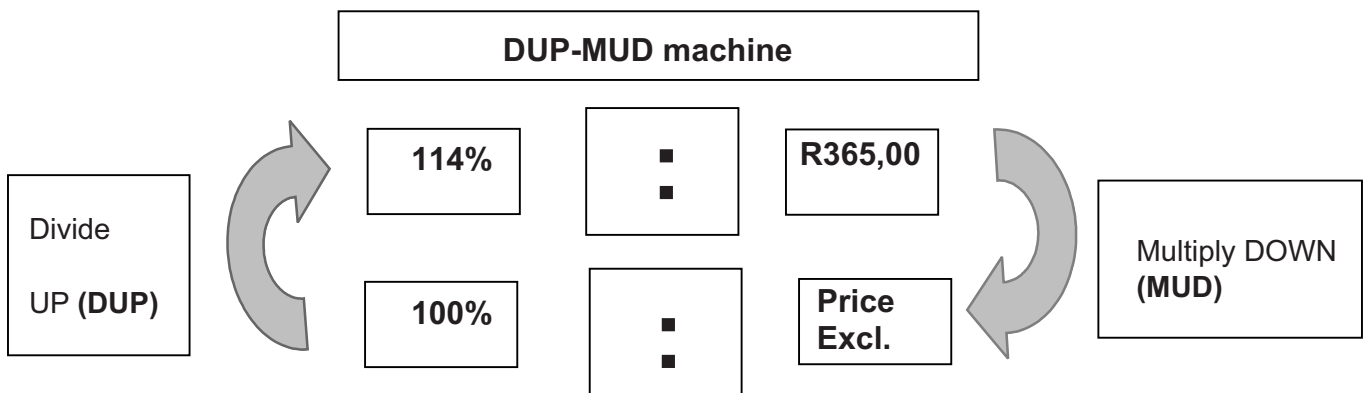 DUP-MUD machine
114%
:
R365,00
Divide
UP (DUP)
Multiply DOWN
(MUD)
100%
:
Price
Excl.